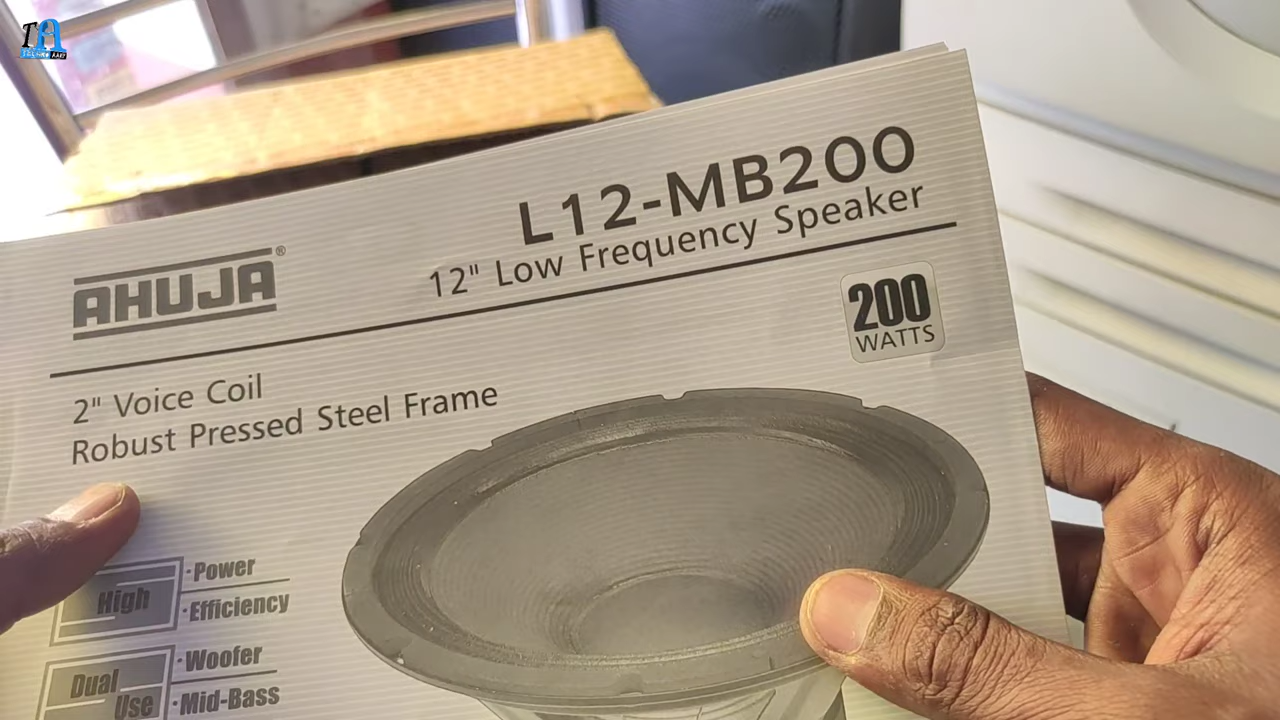 TA
L12-MB200
12" Low Frequency Speaker
AHUJA®
200
WATTS
2" Voice Coil
Robust Pressed Steel Frame
High
·Power
·Efficiency
Dual
Use
·Woofer
·Mid-Bass